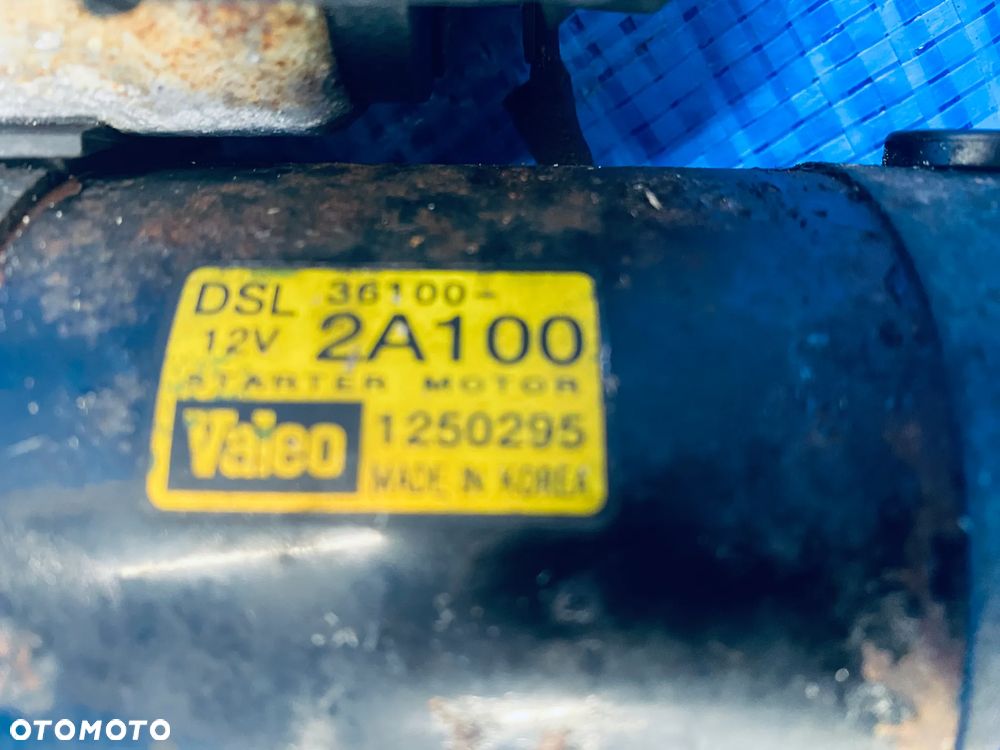 DSL 36100-
12V 2A100
STARTER MOTOR
Valeo 1250295
MADE IN KOREA
OTOMOTO